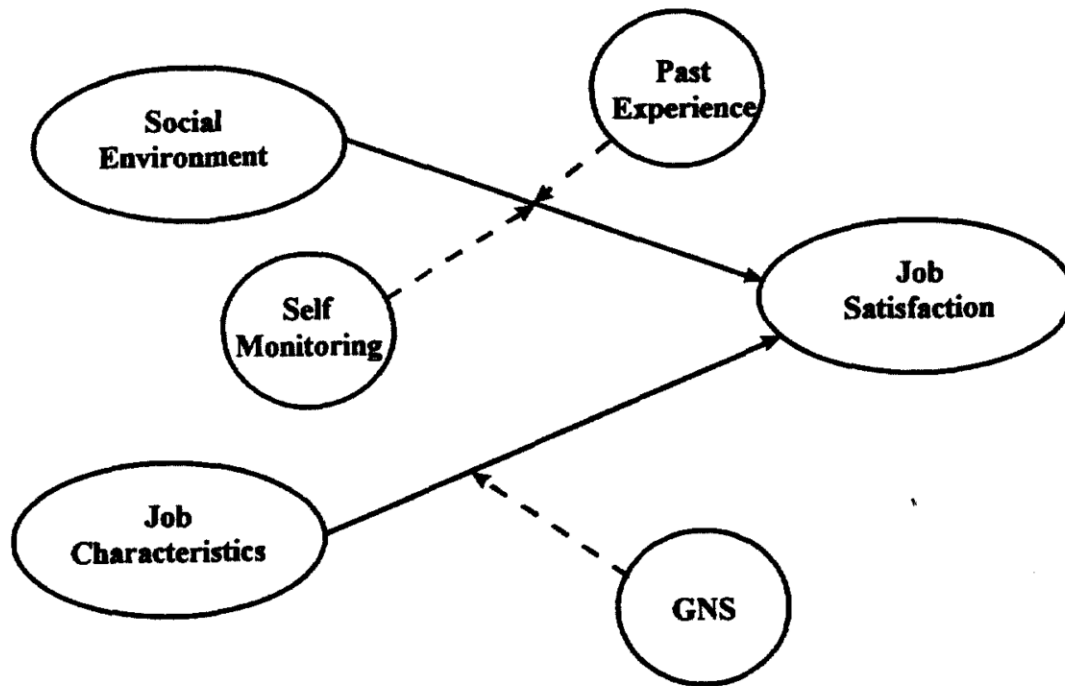 Past
Experience
Social
Environment
Job
Satisfaction
Self
Monitoring
Job
Characteristics
GNS